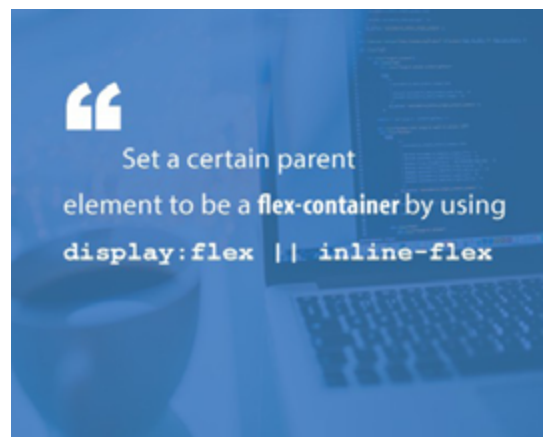 “
Set a certain parent
element to be a flex-container by using
display:flex || inline-flex